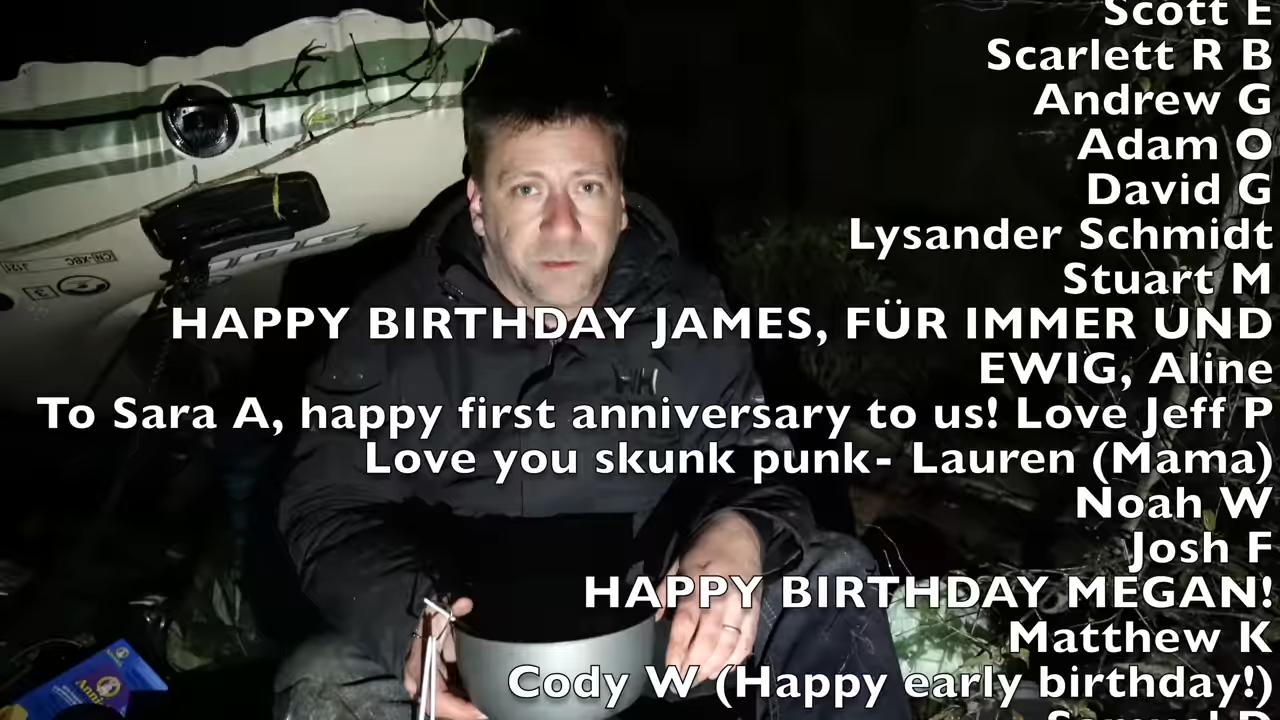 Scott E
Scarlett R B
Andrew G
Adam O
David G
Lysander Schmidt
Stuart M
HAPPY BIRTHDAY JAMES, FÜR IMMER UND
EWIG, Aline
To Sara A, happy first anniversary to us! Love Jeff P
Love you skunk punk- Lauren (Mama)
Noah W
Josh F
HAPPY BIRTHDAY MEGAN!
Matthew K
Cody W (Happy early birthday!)
HH
3